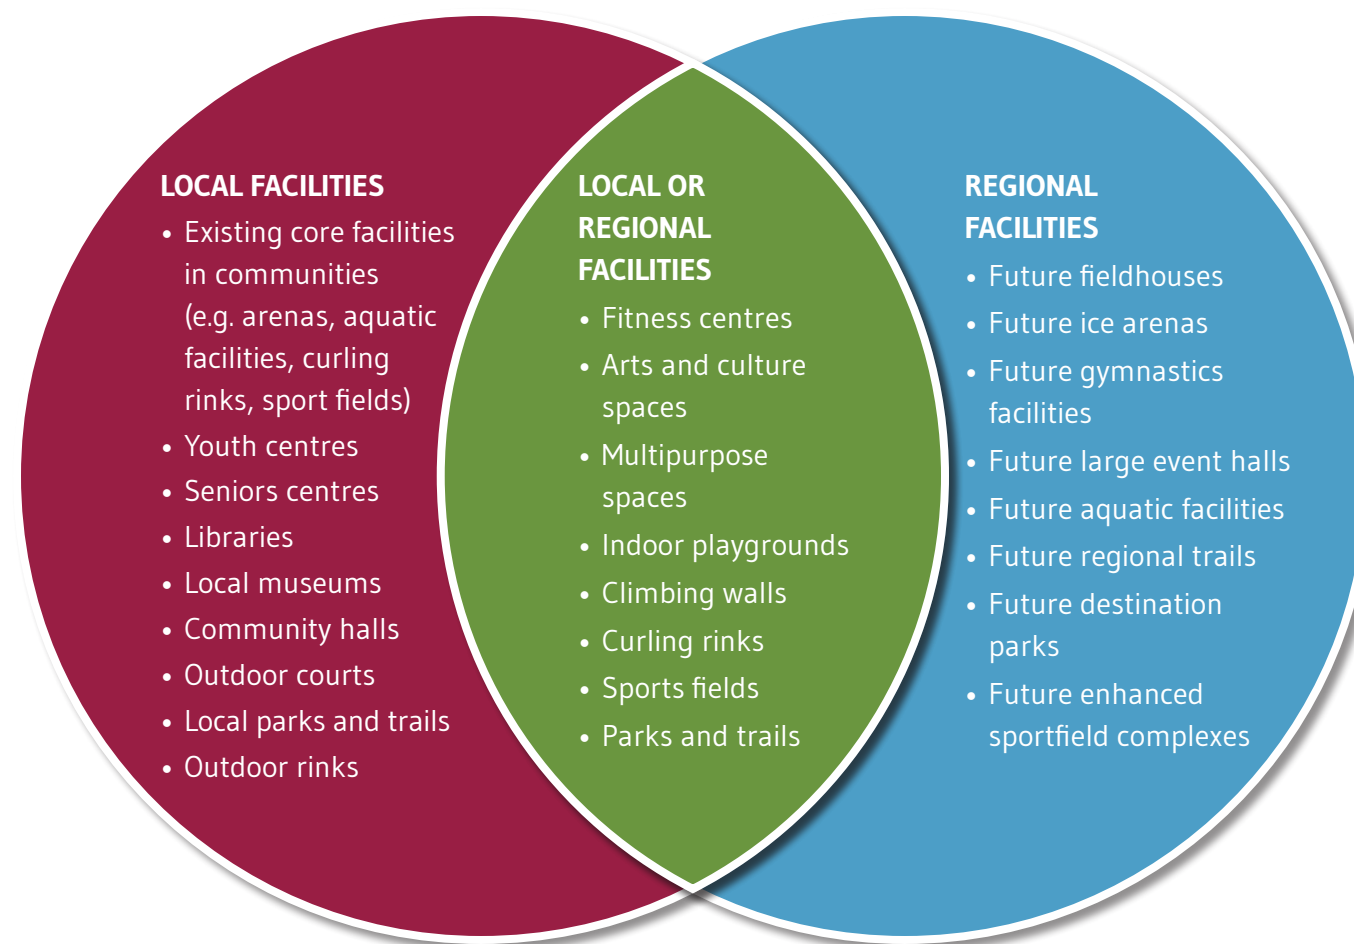 LOCAL FACILITIES
• Existing core facilities
in communities
(e.g. arenas, aquatic
facilities, curling
rinks, sport fields)
• Youth centres
• Seniors centres
• Libraries
• Local museums
• Community halls
• Outdoor courts
• Local parks and trails
• Outdoor rinks
LOCAL OR
REGIONAL
FACILITIES
• Fitness centres
• Arts and culture
spaces
• Multipurpose
spaces
• Indoor playgrounds
• Climbing walls
• Curling rinks
• Sports fields
• Parks and trails
REGIONAL
FACILITIES
• Future fieldhouses
• Future ice arenas
• Future gymnastics
facilities
• Future large event halls
• Future aquatic facilities
• Future regional trails
• Future destination
parks
• Future enhanced
sportfield complexes